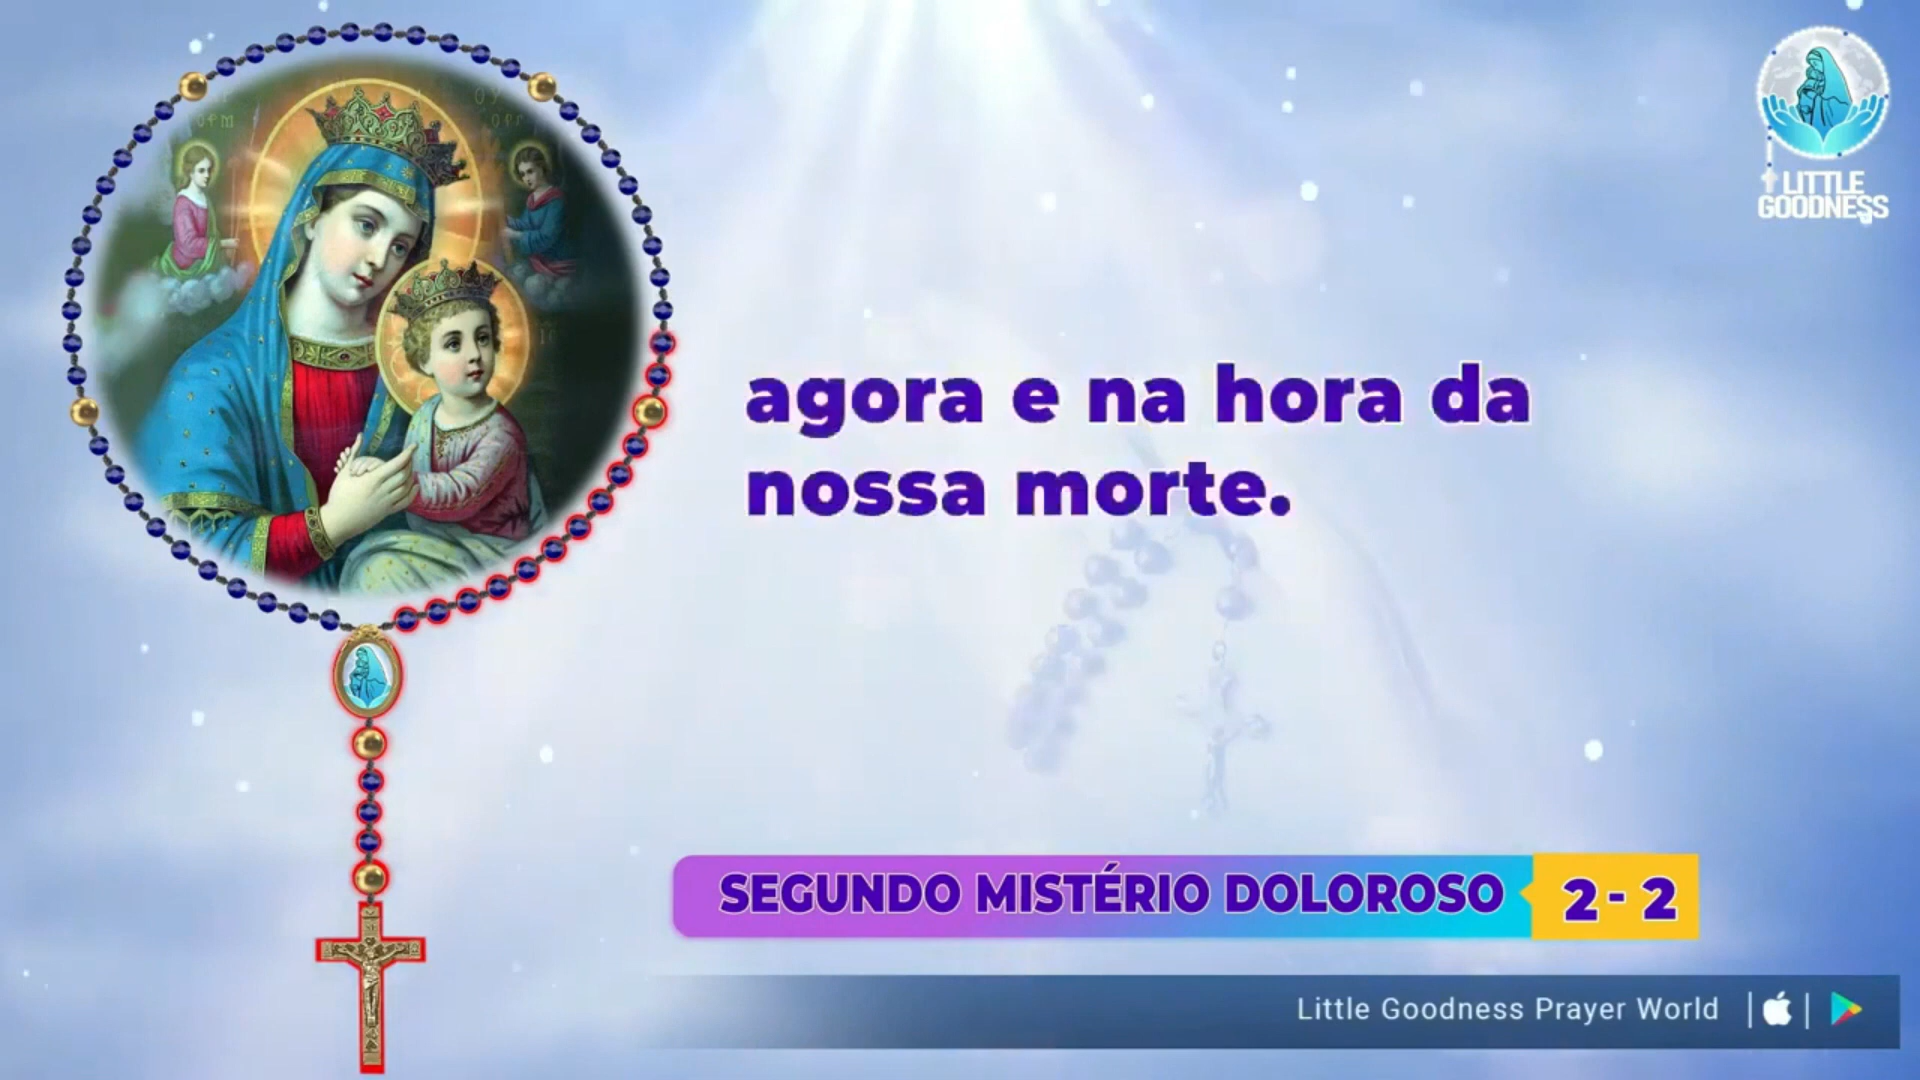 LITTLE
GOODNESS
agora e na hora da
nossa morte.
SEGUNDO MISTÉRIO DOLOROSO
2 - 2
Little Goodness Prayer World